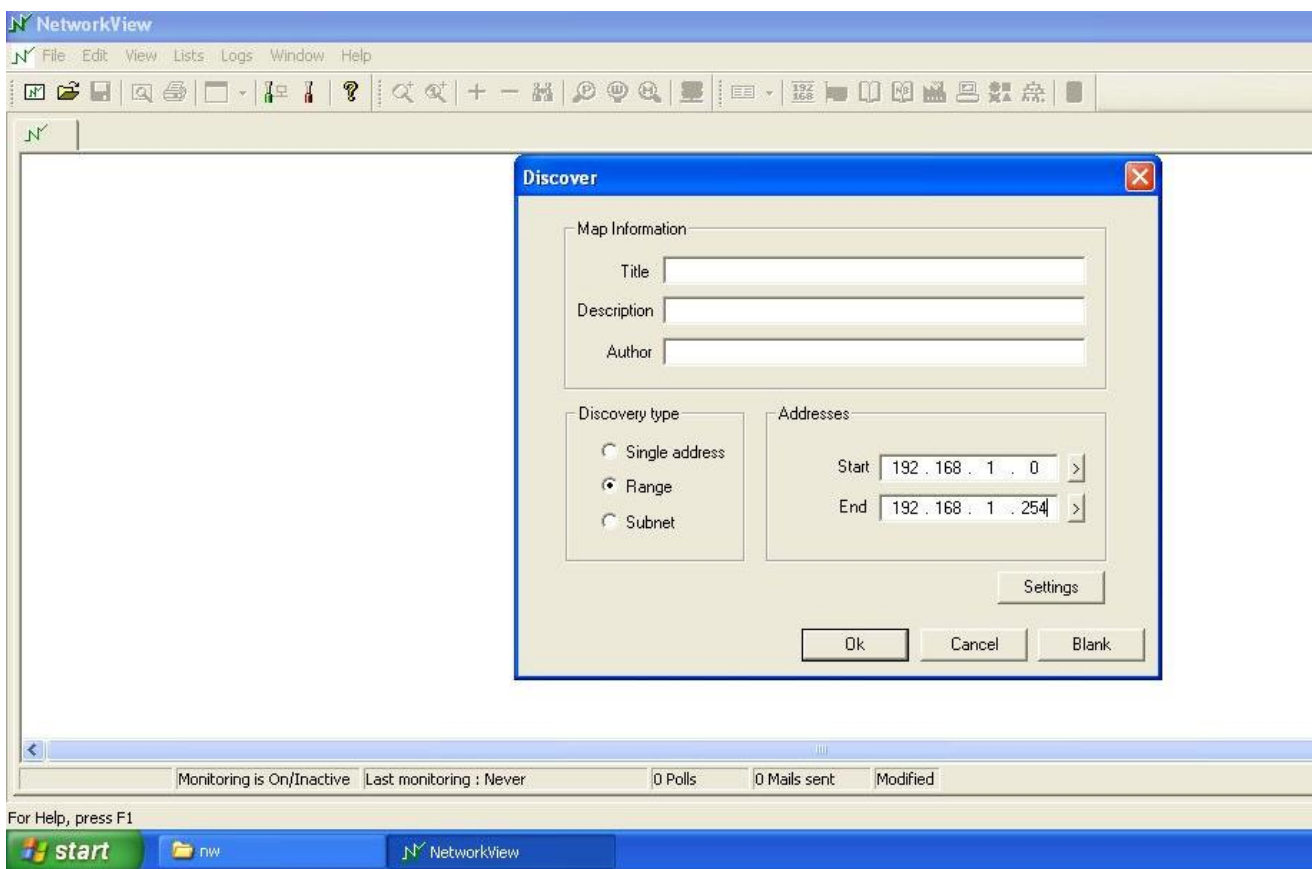 NetworkView
File Edit View Lists Logs Window Help
192
168
Discover
Map Information
Title
Description
Author
Discovery type
Single address
Range
Subnet
Addresses
Start 192 . 168 . 1 . 0 >
End 192 . 168 . 1 . 254 >
Settings
Ok Cancel Blank
Monitoring is On/Inactive Last monitoring : Never 0 Polls 0 Mails sent Modified
For Help, press F1
start nw NetworkView